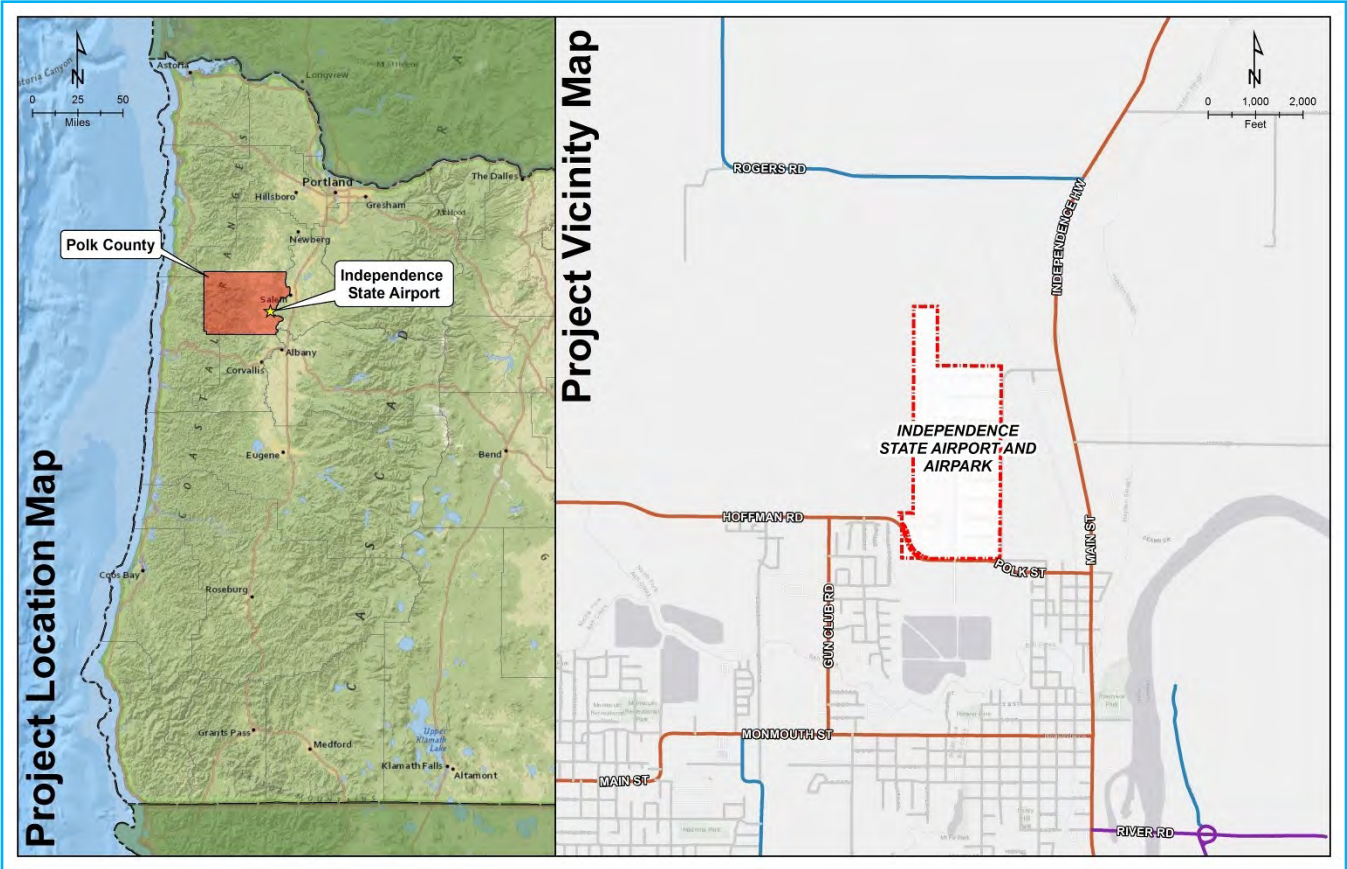 Project Location Map
N
0 25 50
Miles
Astoria
Longview
Portland
The Dalles
Hillsboro
Gresham
Newberg
Polk County
Independence
State Airport
Salem
Albany
Corvallis
Eugene
Bend
Coos Bay
Roseburg
Grants Pass
Medford
Upper
Klamath
Lake
Klamath Falls
Altamont
Project Vicinity Map
N
0 1,000 2,000
Feet
ROGERS RD
INDEPENDENCE HW
INDEPENDENCE
STATE AIRPORT AND
AIRPARK
HOFFMAN RD
POLK ST
MAIN ST
GUN CLUB RD
MONMOUTH ST
MAIN ST
RIVER RD